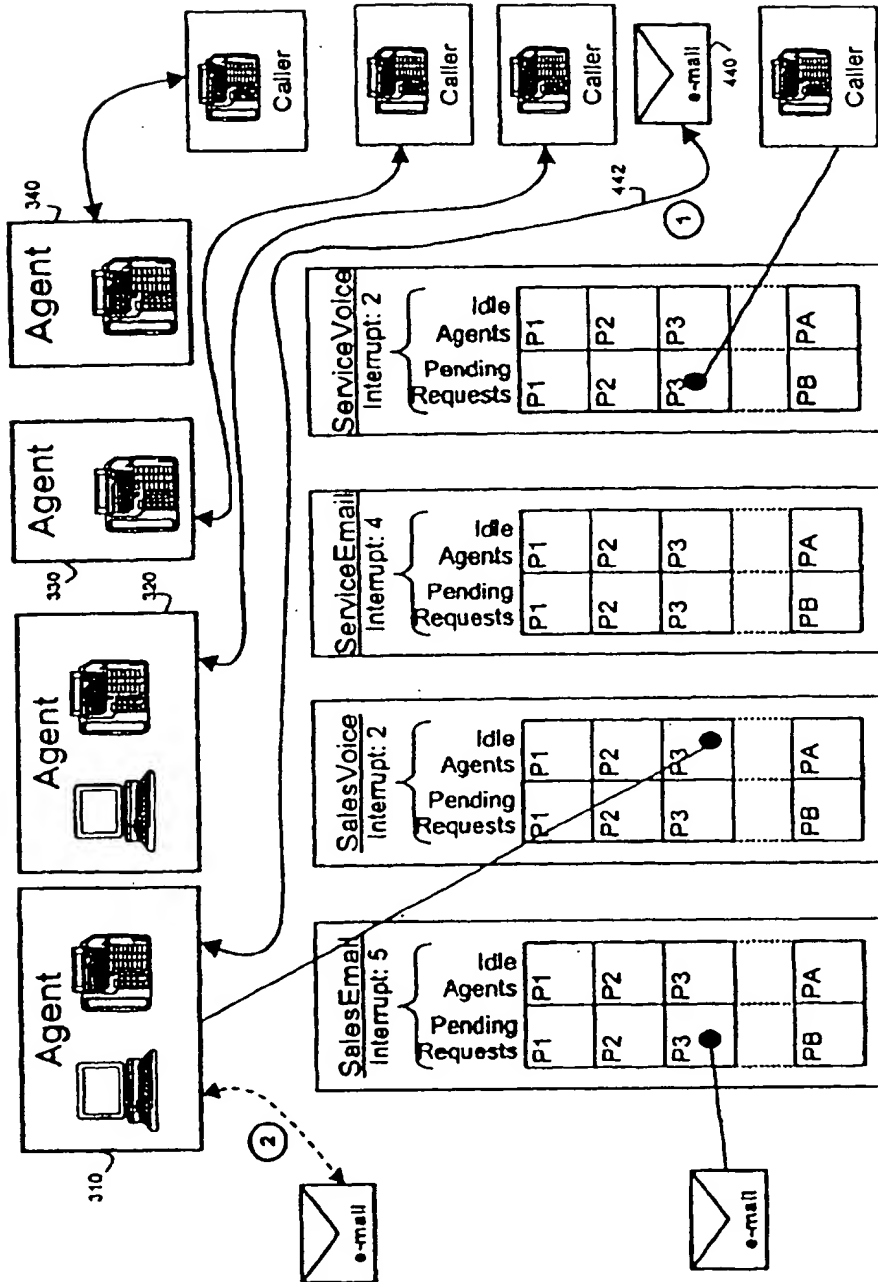 310
Agent
320
Agent
330
Agent
340
Agent
2
e-mail
Caller
Caller
Caller
e-mail
440
442
1
Caller
SalesEmail
Interrupt: 5
Pending Requests
Idle Agents
P1 P1
P2 P2
P3 P3
PB PA
SalesVoice
Interrupt: 2
Pending Requests
Idle Agents
P1 P1
P2 P2
P3 P3
PB PA
ServiceEmail
Interrupt: 4
Pending Requests
Idle Agents
P1 P1
P2 P2
P3 P3
PB PA
ServiceVoice
Interrupt: 2
Pending Requests
Idle Agents
P1 P1
P2 P2
P3 P3
PB PA
e-mail